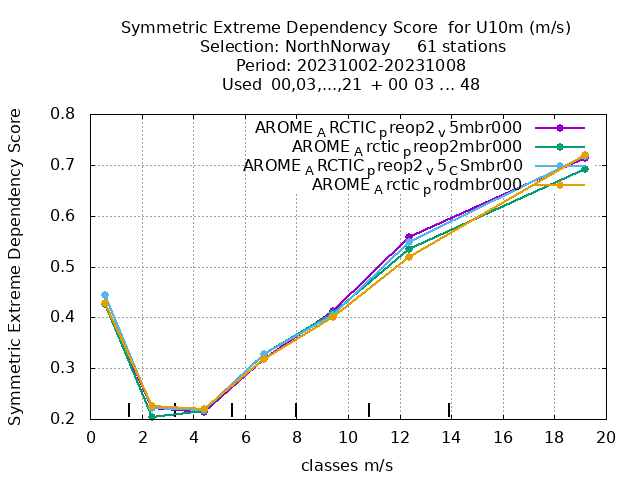 Symmetric Extreme Dependency Score for U10m (m/s)
Selection: NorthNorway 61 stations
Period: 20231002-20231008
Used 00,03,...,21 + 00 03 ... 48
Symmetric Extreme Dependency Score
0.8
0.7
0.6
0.5
0.4
0.3
0.2
AROME_ARCTIC_preop2_v5mbr000
AROME_Arctic_preop2mbr000
AROME_ARCTIC_preop2_v5_CSmbr00
AROME_Arctic_prodmbr000
0 2 4 6 8 10 12 14 16 18 20
classes m/s